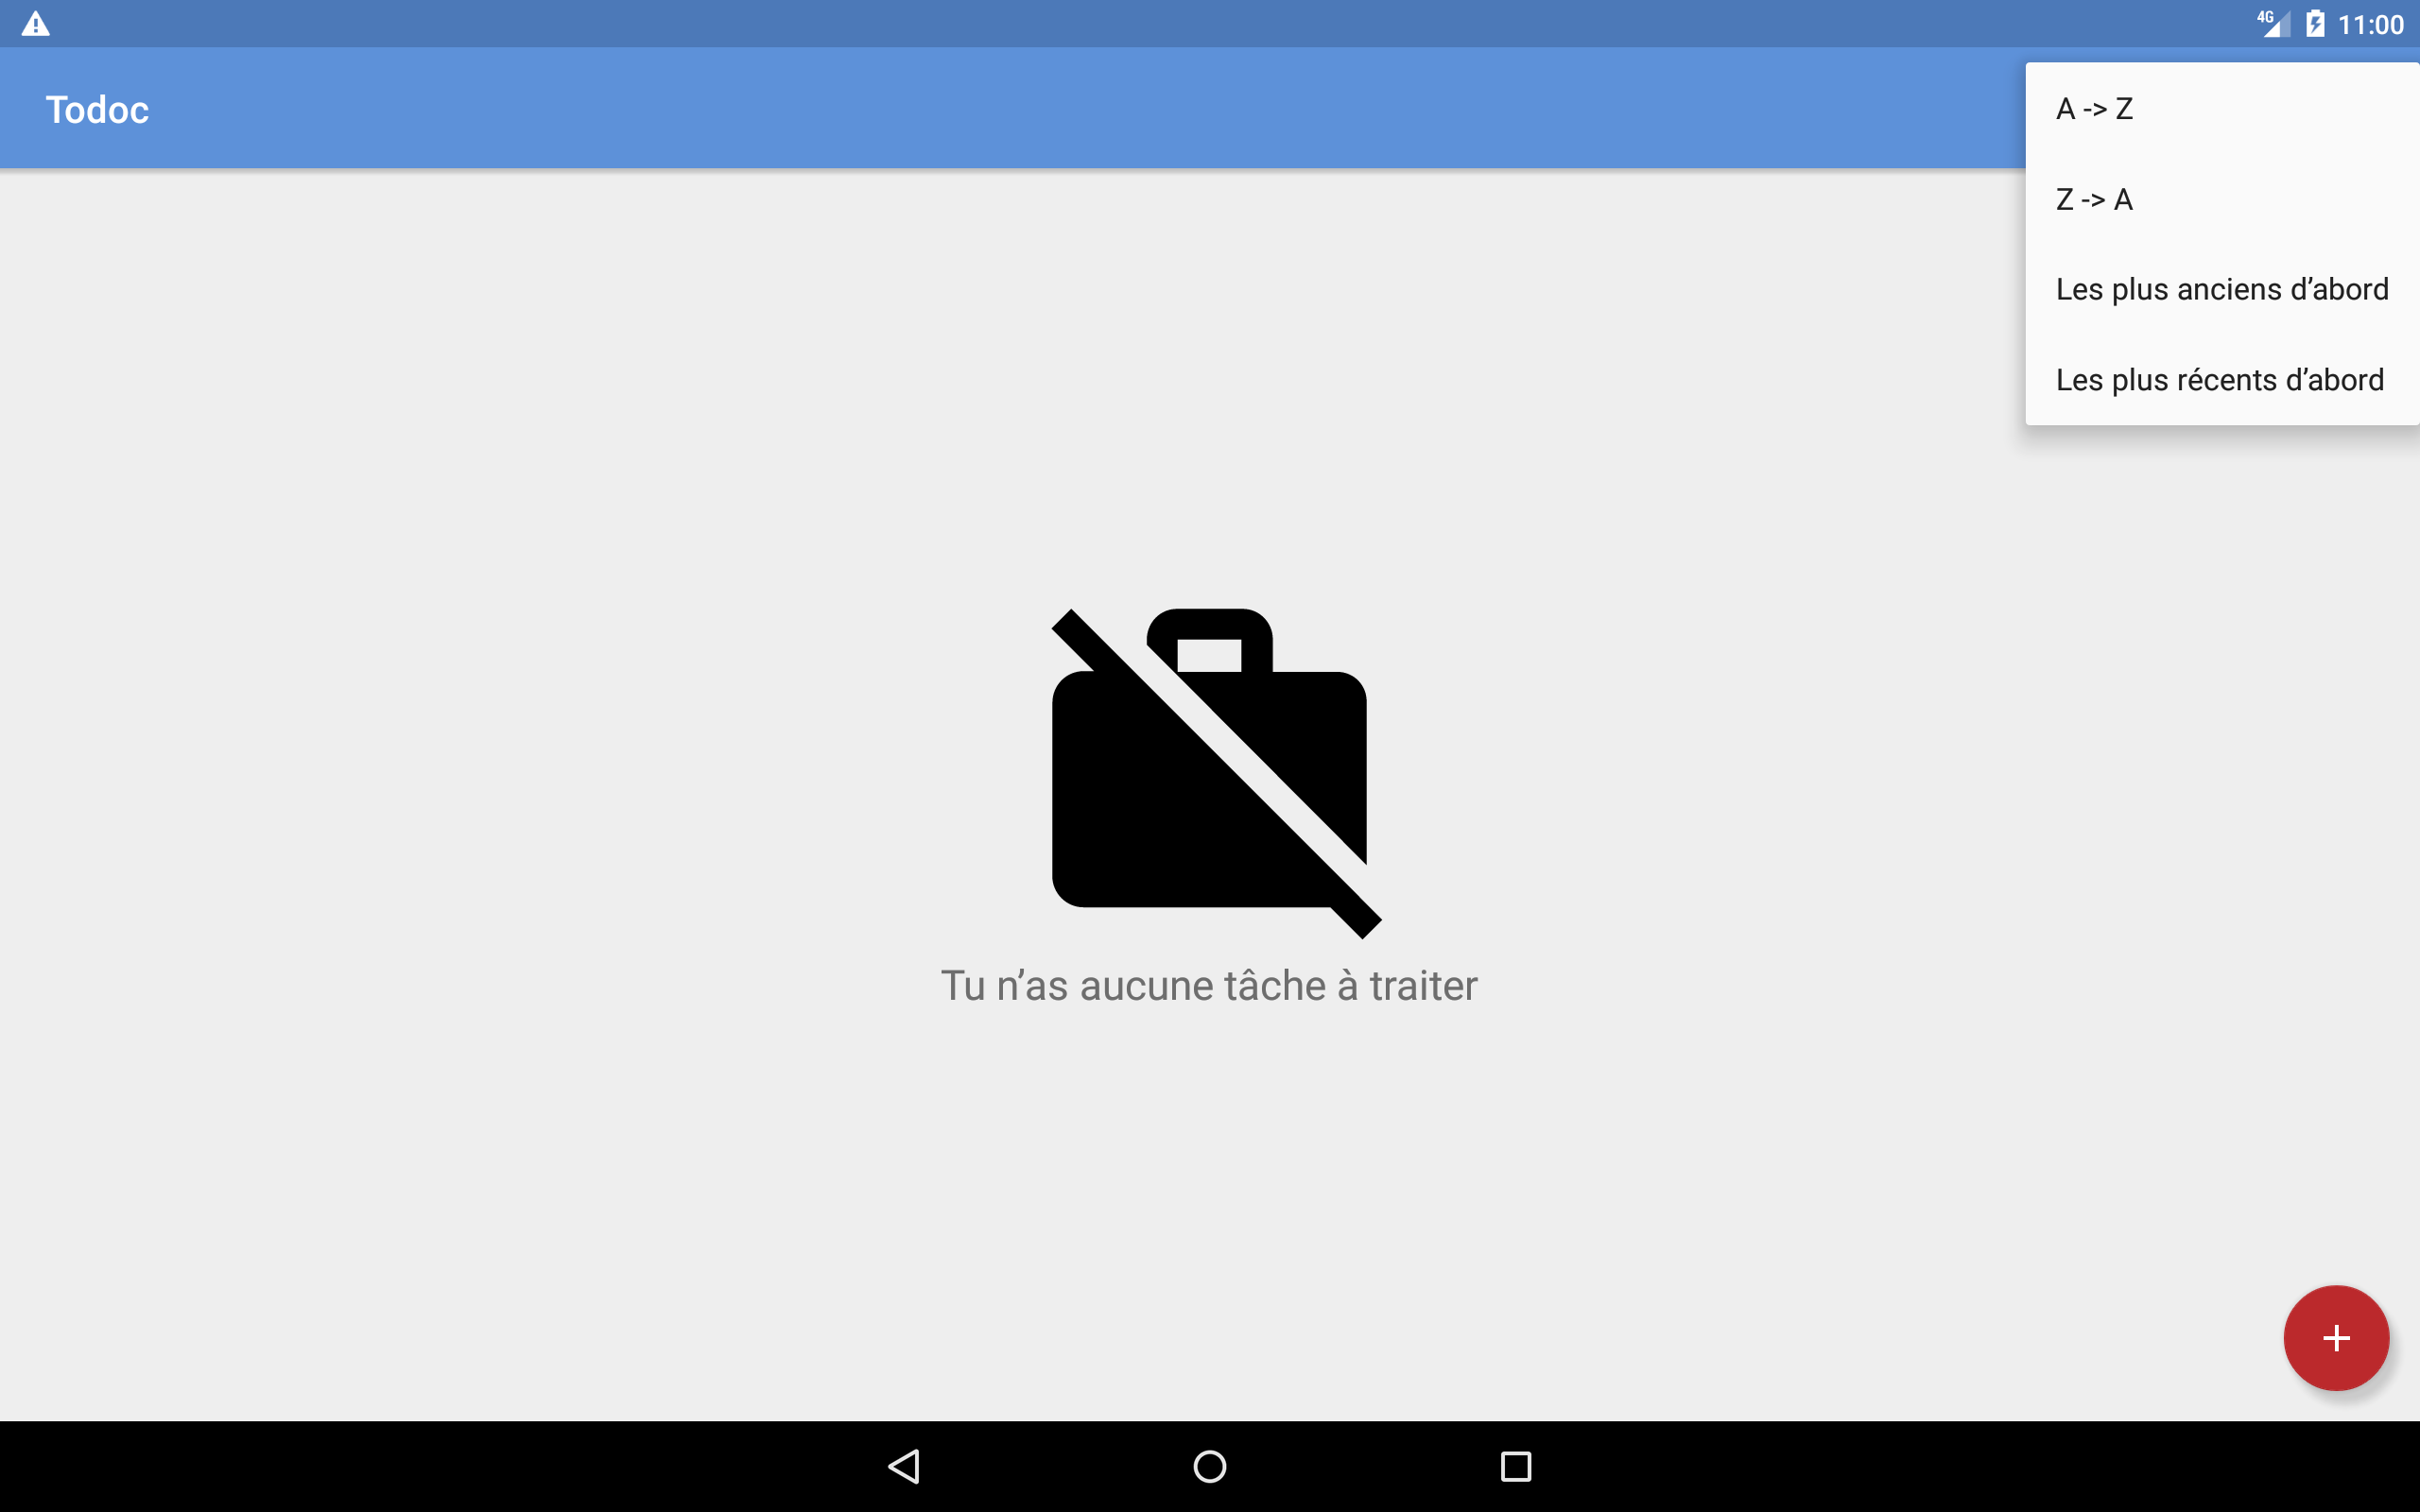 4G 11:00
Todoc
A -> Z
Z -> A
Les plus anciens d’abord
Les plus récents d’abord
Tu n’as aucune tâche à traiter